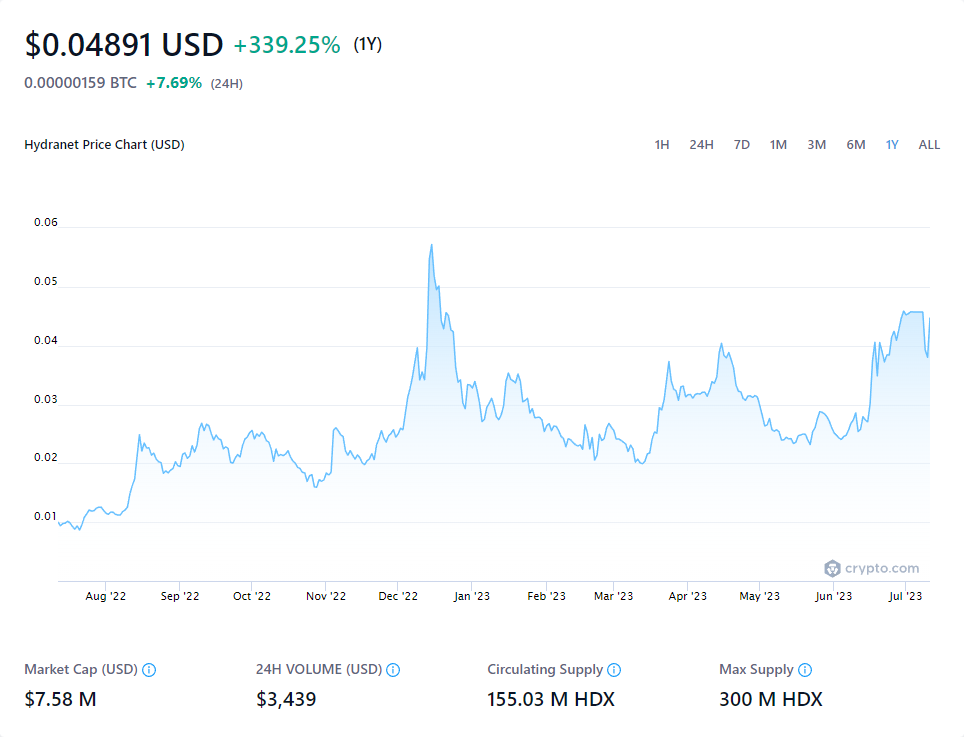 $0.04891 USD +339.25% (1Y)
0.00000159 BTC +7.69% (24H)
Hydranet Price Chart (USD) 1H 24H 7D 1M 3M 6M 1Y ALL
0.06
0.05
0.04
0.03
0.02
0.01
crypto.com
Aug '22 Sep '22 Oct '22 Nov '22 Dec '22 Jan '23 Feb '23 Mar '23 Apr '23 May '23 Jun '23 Jul '23
Market Cap (USD) 24H VOLUME (USD) Circulating Supply Max Supply
$7.58 M $3,439 155.03 M HDX 300 M HDX